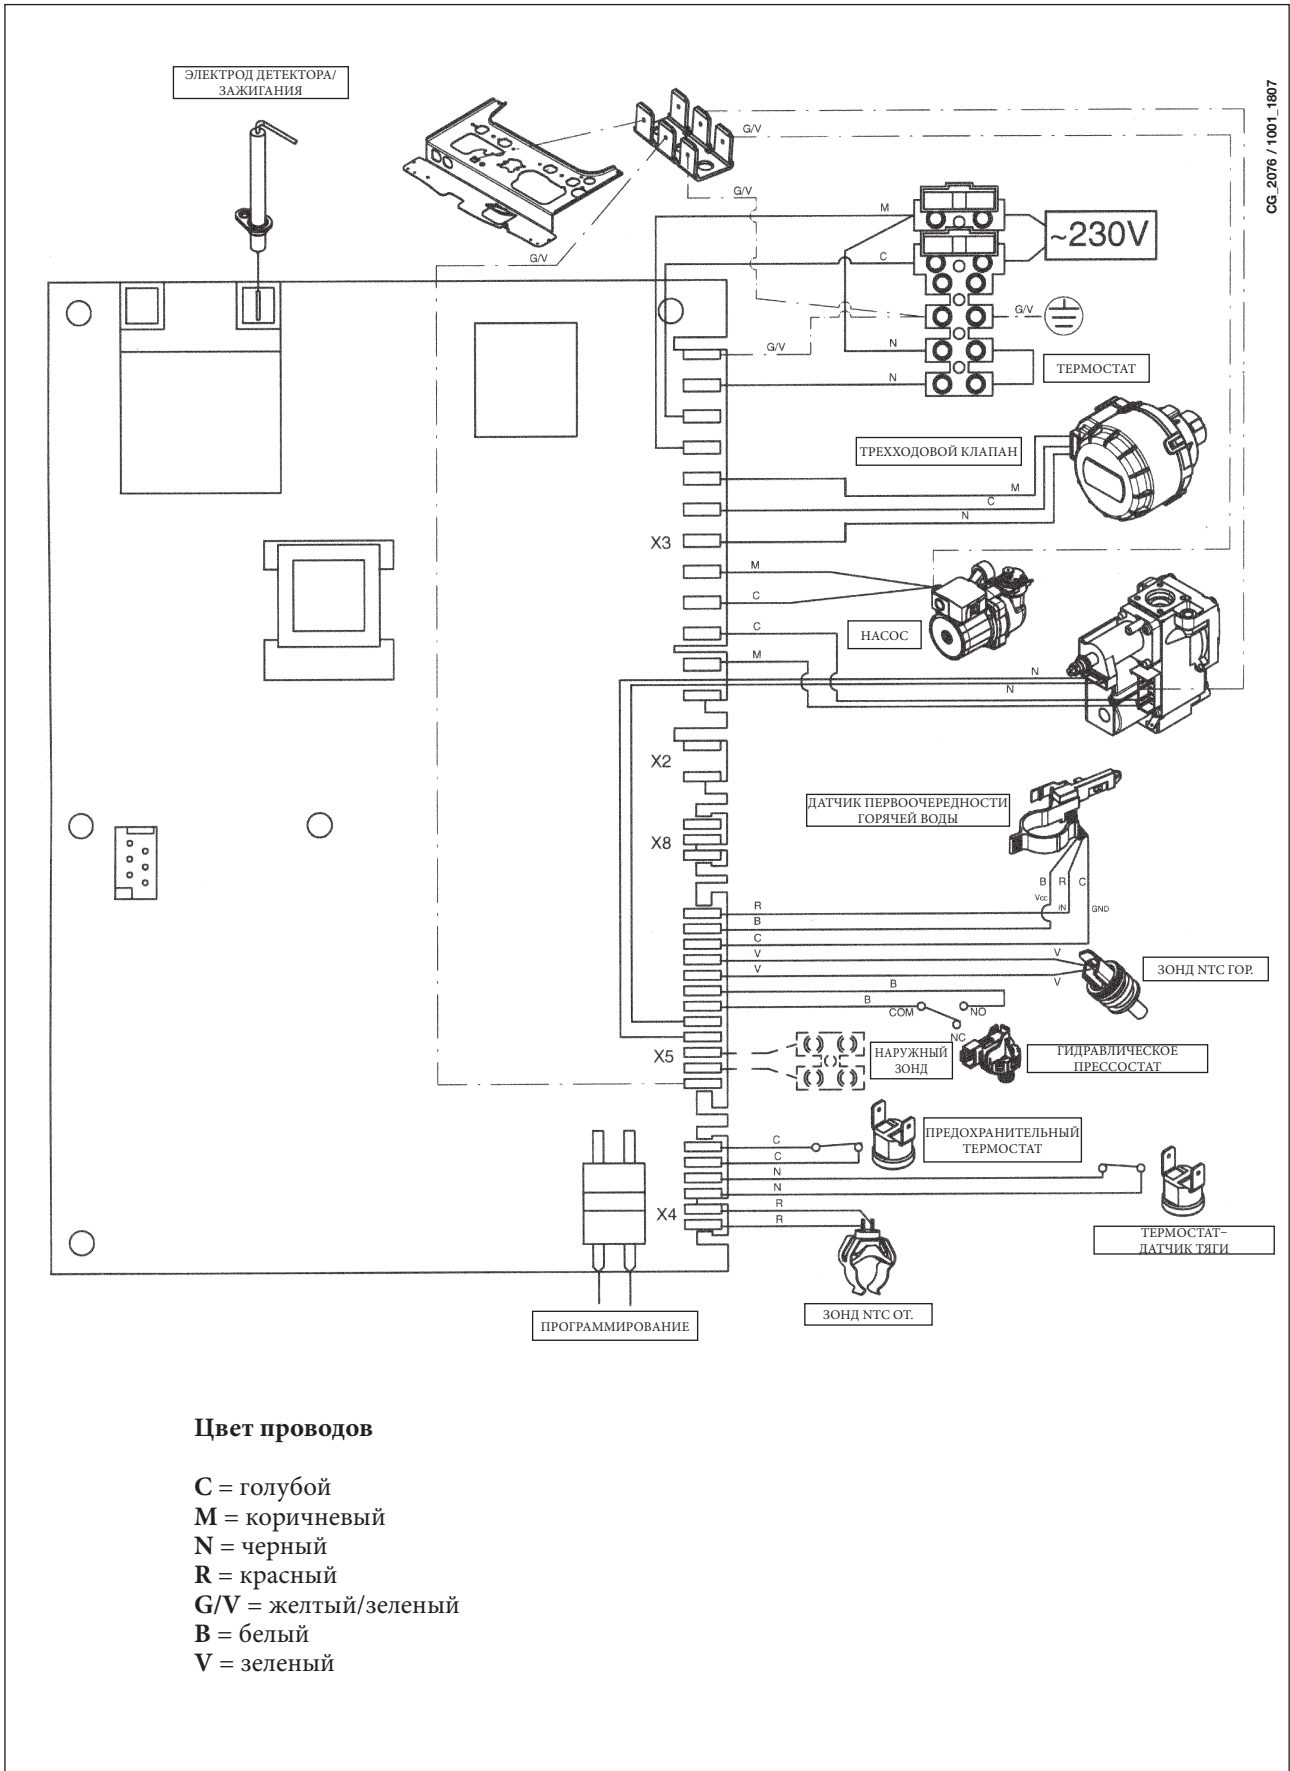 ЭЛЕКТРОД ДЕТЕКТОРА/
ЗАЖИГАНИЯ
CG_2076 / 1001_1807
G/V
G/V
G/V
M
~230V
C
G/V
G/V
N
N
ТЕРМОСТАТ
ТРЕХХОДОВОЙ КЛАПАН
M
C
N
X3
M
C
НАСОС
C
M
N
N
X2
ДАТЧИК ПЕРВООЧЕРЕДНОСТИ
ГОРЯЧЕЙ ВОДЫ
X8
B
R
C
Vcc
IN
GND
R
B
C
V
V
V
V
ЗОНД NTC ГОР.
B
B
COM
NO
NC
X5
НАРУЖНЫЙ
ЗОНД
ГИДРАВЛИЧЕСКОЕ
ПРЕССОСТАТ
ПРЕДОХРАНИТЕЛЬНЫЙ
ТЕРМОСТАТ
C
C
N
N
R
R
X4
ТЕРМОСТАТ–
ДАТЧИК ТЯГИ
ЗОНД NTC ОТ.
ПРОГРАММИРОВАНИЕ
Цвет проводов
C = голубой
M = коричневый
N = черный
R = красный
G/V = желтый/зеленый
B = белый
V = зеленый